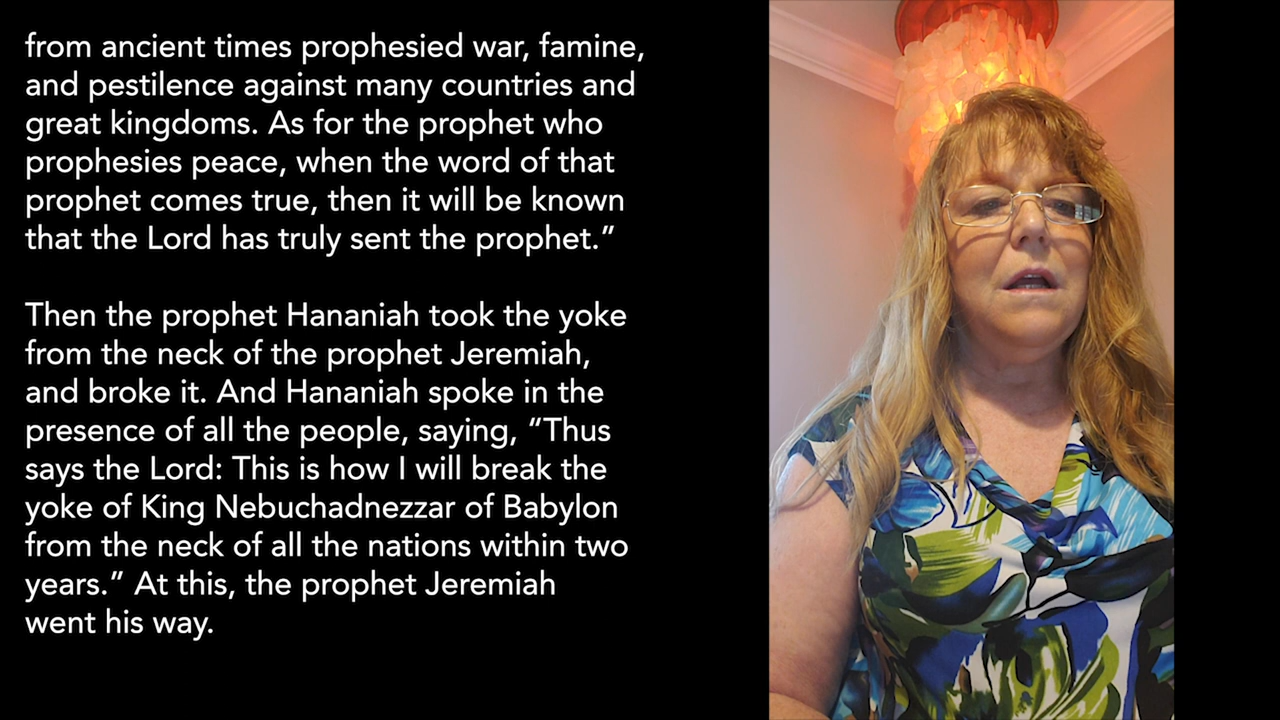 from ancient times prophesied war, famine,
and pestilence against many countries and
great kingdoms. As for the prophet who
prophesies peace, when the word of that
prophet comes true, then it will be known
that the Lord has truly sent the prophet.”
Then the prophet Hananiah took the yoke
from the neck of the prophet Jeremiah,
and broke it. And Hananiah spoke in the
presence of all the people, saying, “Thus
says the Lord: This is how I will break the
yoke of King Nebuchadnezzar of Babylon
from the neck of all the nations within two
years.” At this, the prophet Jeremiah
went his way.